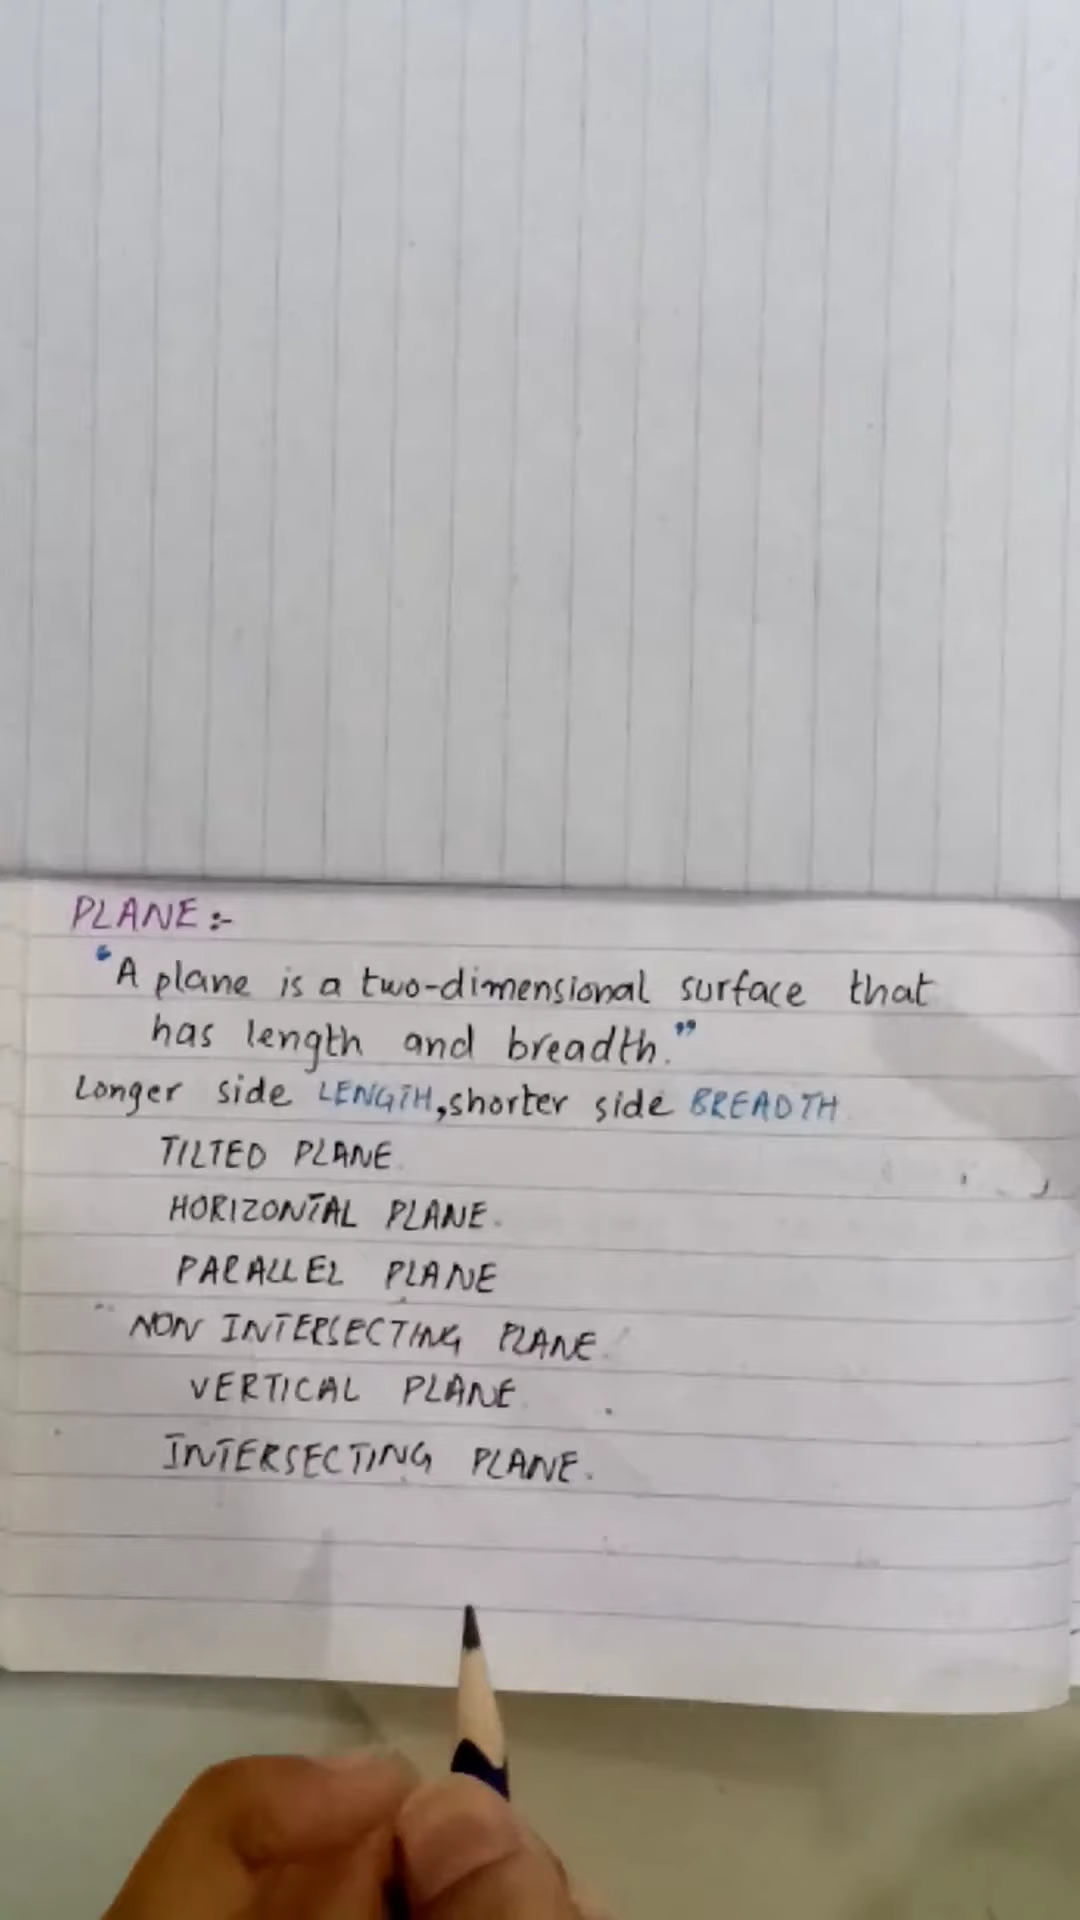 PLANE :-
"A plane is a two-dimensional surface that
has length and breadth."
Longer side LENGTH, shorter side BREADTH
TILTED PLANE.
HORIZONTAL PLANE.
PARALLEL PLANE
NON INTERSECTING PLANE.
VERTICAL PLANE.
INTERSECTING PLANE.